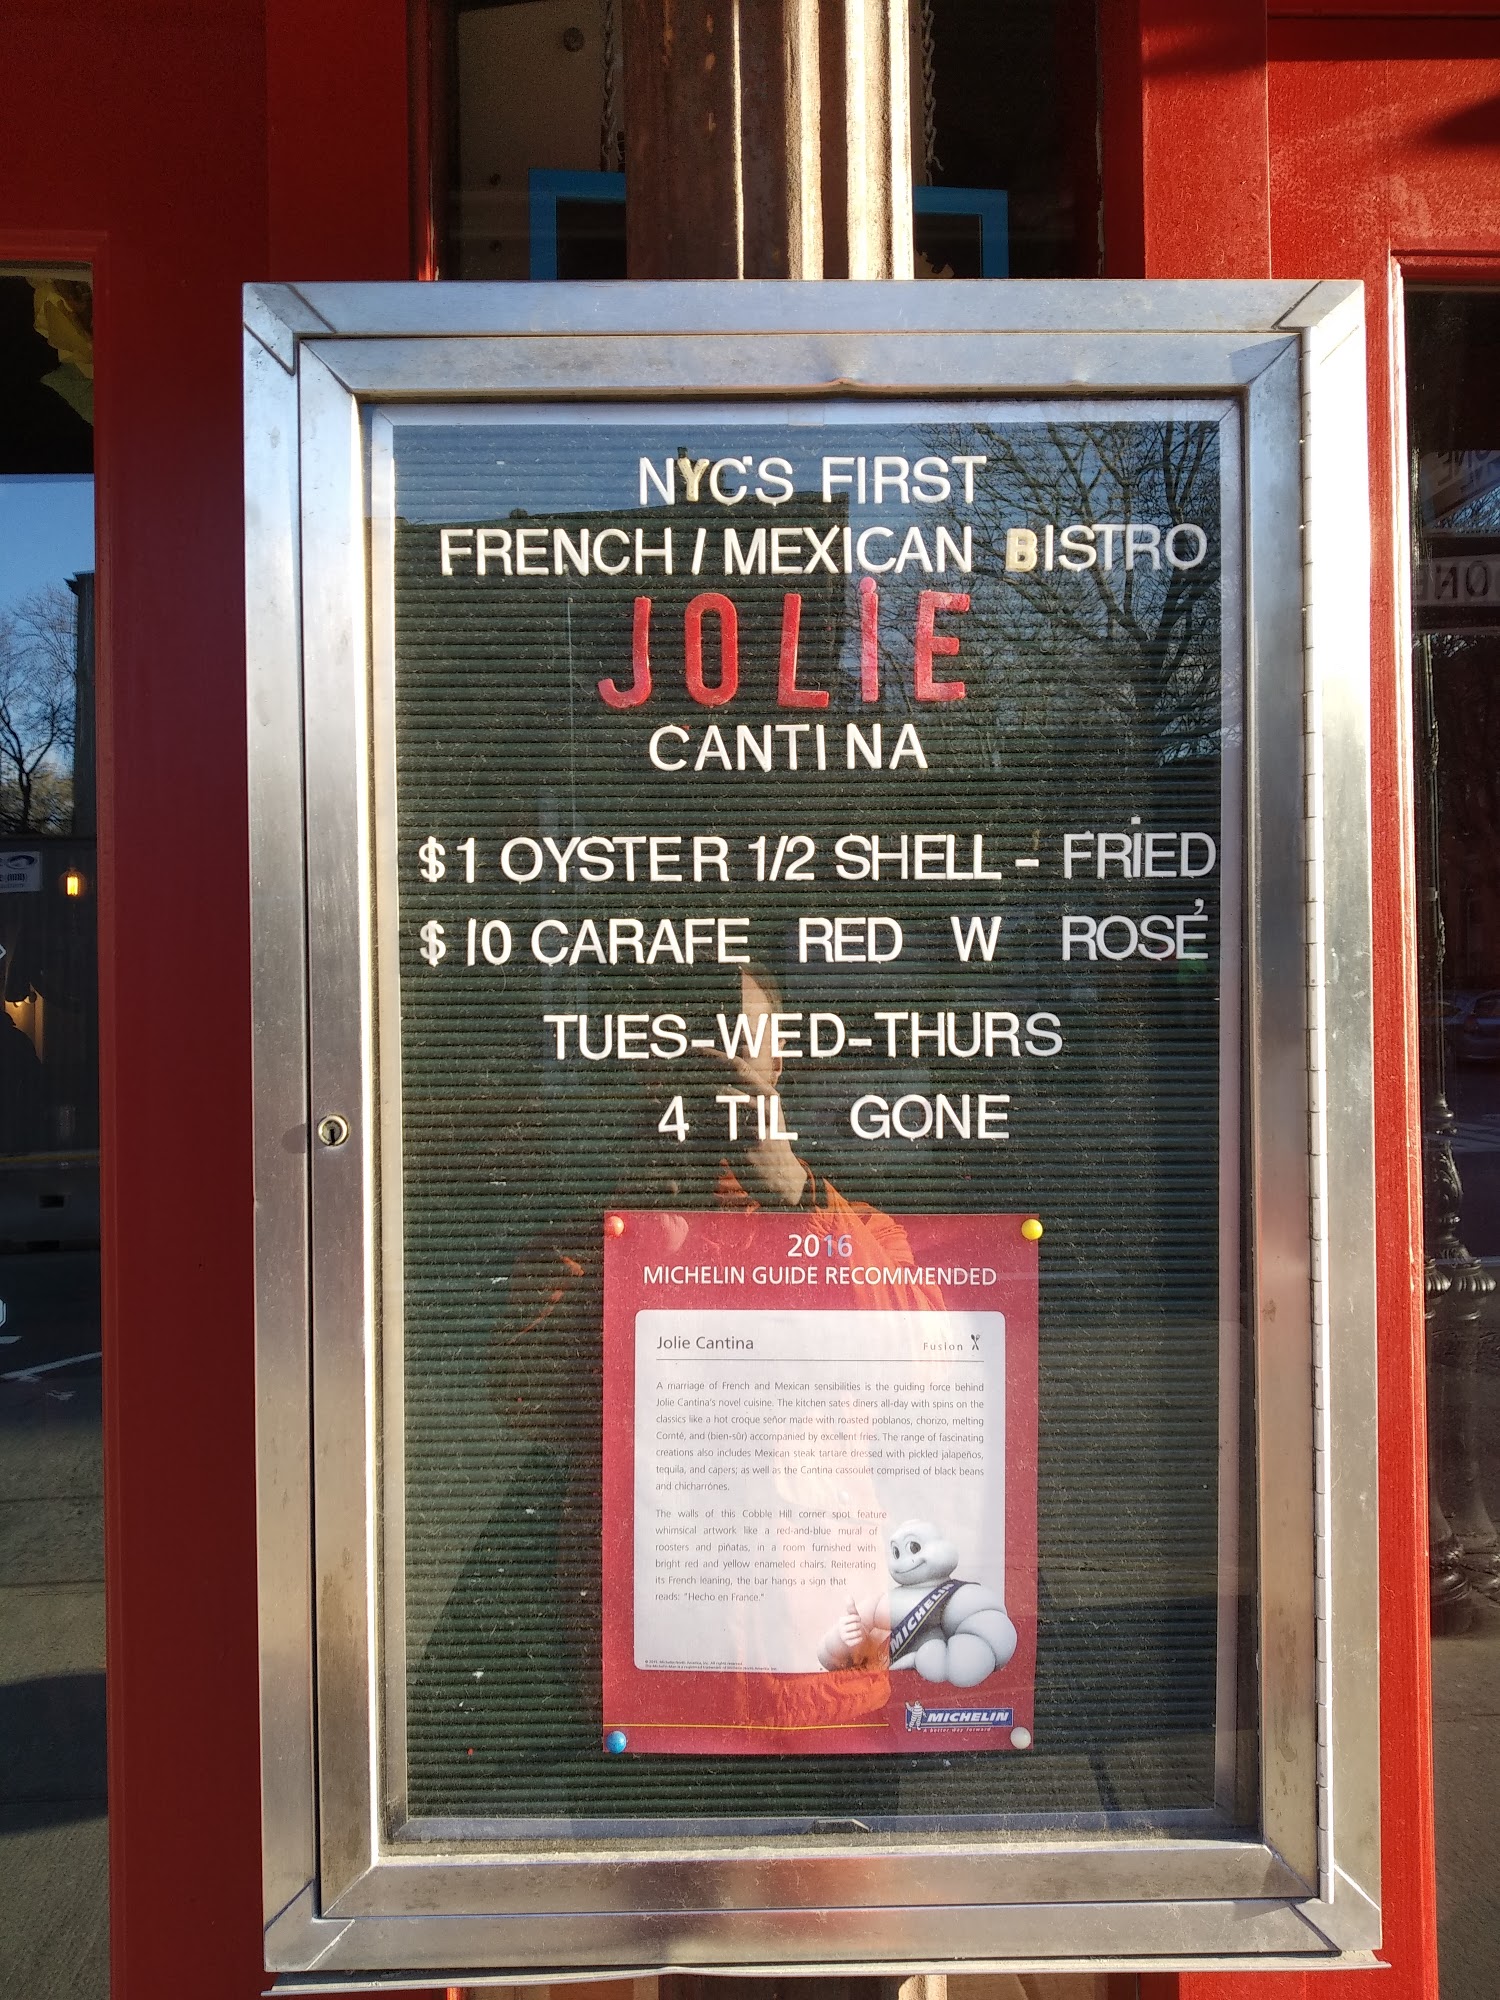 NYC'S FIRST
FRENCH / MEXICAN BISTRO
JOLIE
CANTINA
$1 OYSTER 1/2 SHELL - FRIED
$10 CARAFE RED W ROSÉ
TUES-WED-THURS
4 TIL GONE
2016
MICHELIN GUIDE RECOMMENDED
Jolie Cantina Fusion
A marriage of French and Mexican sensibilities is the guiding force behind
Jolie Cantina's novel cuisine. The kitchen sates diners all-day with spins on the
classics like a hot croque señor made with roasted poblanos, chorizo, melting
Comté, and (bien-sûr) accompanied by excellent fries. The range of fascinating
creations also includes Mexican steak tartare dressed with pickled jalapeños,
tequila, and capers; as well as the Cantina cassoulet comprised of black beans
and chicharrónes.
The walls of this Cobble Hill corner spot feature
whimsical artwork like a red-and-blue mural of
roosters and piñatas, in a room furnished with
bright red and yellow enameled chairs. Reiterating
its French leaning, the bar hangs a sign that
reads: "Hecho en France."
MICHELIN
MICHELIN
A better way forward